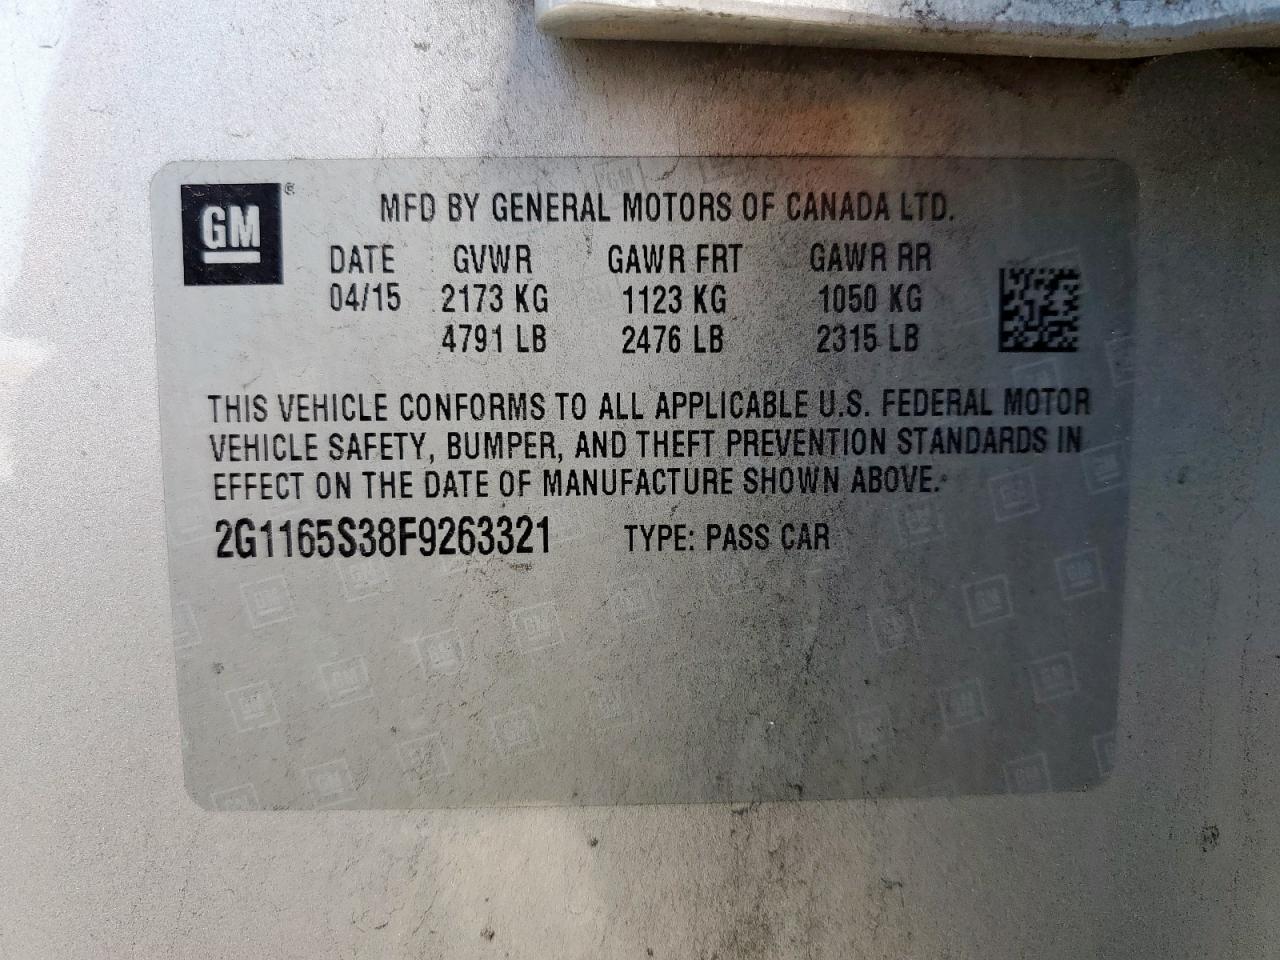 GM ®
MFD BY GENERAL MOTORS OF CANADA LTD.
DATE GVWR GAWR FRT GAWR RR
04/15 2173 KG 1123 KG 1050 KG
4791 LB 2476 LB 2315 LB
THIS VEHICLE CONFORMS TO ALL APPLICABLE U.S. FEDERAL MOTOR
VEHICLE SAFETY, BUMPER, AND THEFT PREVENTION STANDARDS IN
EFFECT ON THE DATE OF MANUFACTURE SHOWN ABOVE.
2G1165S38F9263321 TYPE: PASS CAR